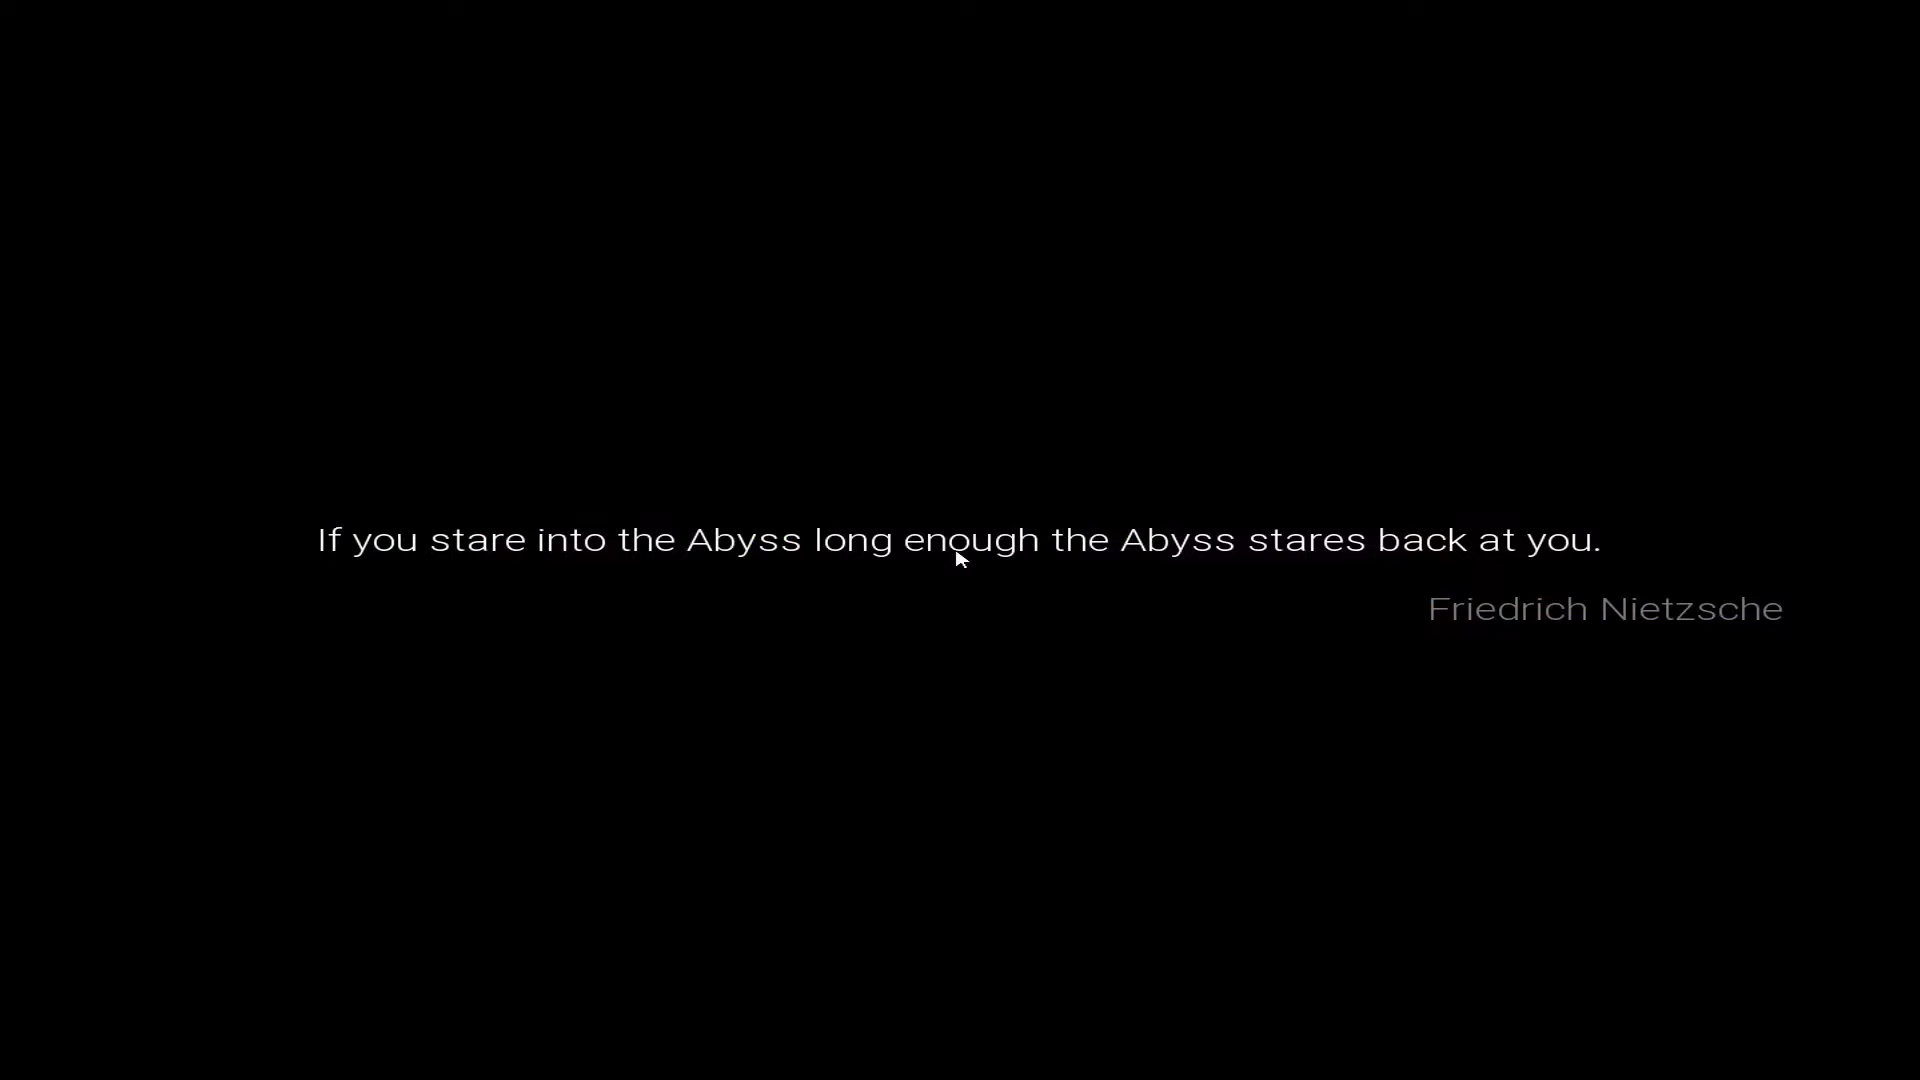 If you stare into the Abyss long enough the Abyss stares back at you.
Friedrich Nietzsche